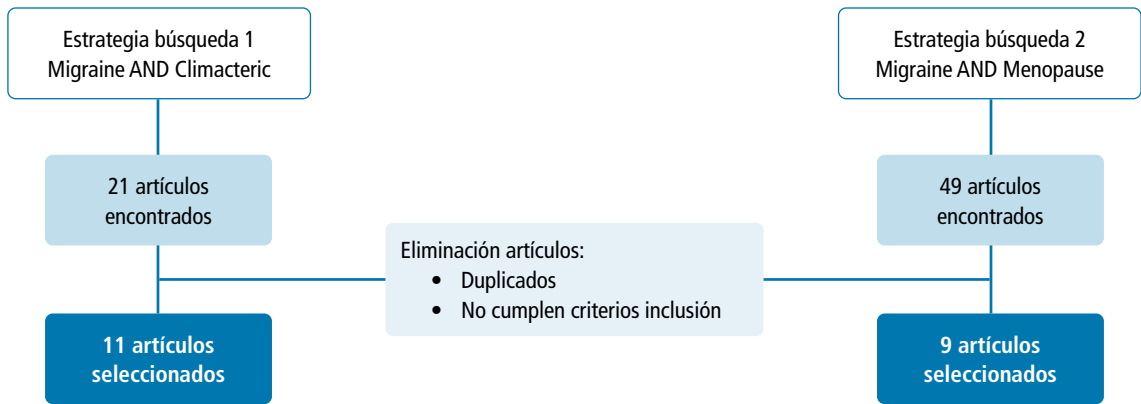 Estrategia búsqueda 1
Migraine AND Climacteric
Estrategia búsqueda 2
Migraine AND Menopause
21 artículos
encontrados
49 artículos
encontrados
Eliminación artículos:
• Duplicados
• No cumplen criterios inclusión
11 artículos
seleccionados
9 artículos
seleccionados